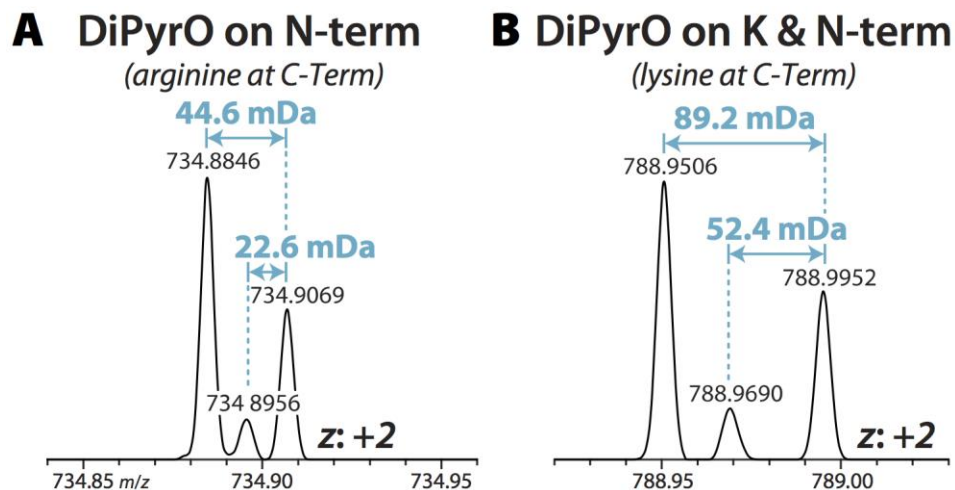 A DiPyrO on N-term
(arginine at C-Term)
44.6 mDa
734.8846
22.6 mDa
734.9069
734 8956
z: +2
734.85 m/z 734.90 734.95
B DiPyrO on K & N-term
(lysine at C-Term)
89.2 mDa
788.9506
52.4 mDa
788.9952
788.9690
z: +2
788.95 789.00